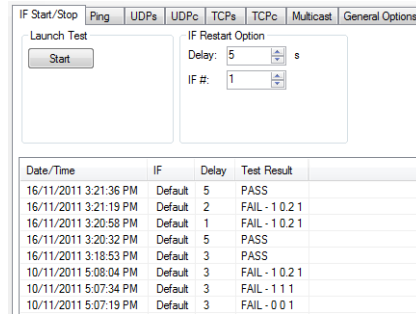 IF Start/Stop Ping UDPs UDPc TCPs TCPc Multicast General Options
Launch Test IF Restart Option
Start Delay: 5 s
IF #: 1
Date/Time IF Delay Test Result
16/11/2011 3:21:36 PM Default 5 PASS
16/11/2011 3:21:19 PM Default 2 FAIL - 1 0.2 1
16/11/2011 3:20:58 PM Default 1 FAIL - 1 0.2 1
16/11/2011 3:20:32 PM Default 5 PASS
16/11/2011 3:18:53 PM Default 3 PASS
10/11/2011 5:08:04 PM Default 3 FAIL - 1 0.2 1
10/11/2011 5:07:34 PM Default 3 FAIL - 1 1 1
10/11/2011 5:07:19 PM Default 3 FAIL - 0 0 1